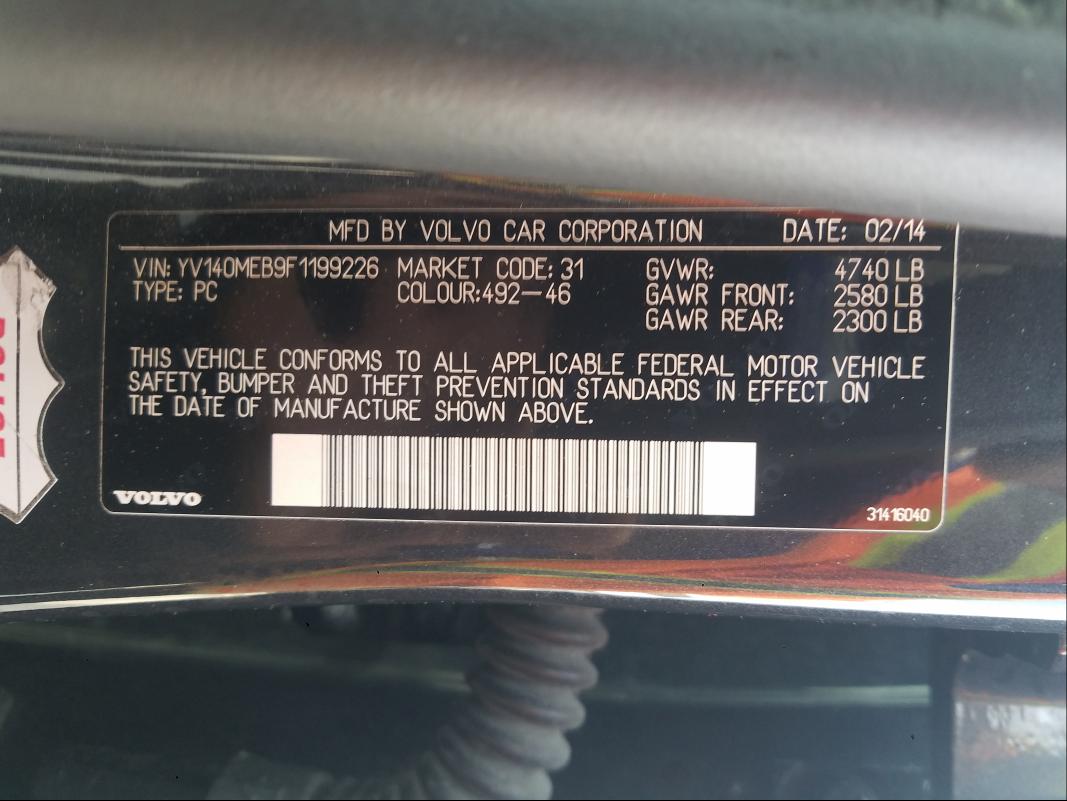 MFD BY VOLVO CAR CORPORATION DATE: 02/14
VIN: YV140MEB9F1199226 MARKET CODE: 31 GVWR: 4740 LB
TYPE: PC COLOUR:492-46 GAWR FRONT: 2580 LB
GAWR REAR: 2300 LB
THIS VEHICLE CONFORMS TO ALL APPLICABLE FEDERAL MOTOR VEHICLE
SAFETY, BUMPER AND THEFT PREVENTION STANDARDS IN EFFECT ON
THE DATE OF MANUFACTURE SHOWN ABOVE.
VOLVO
31416040